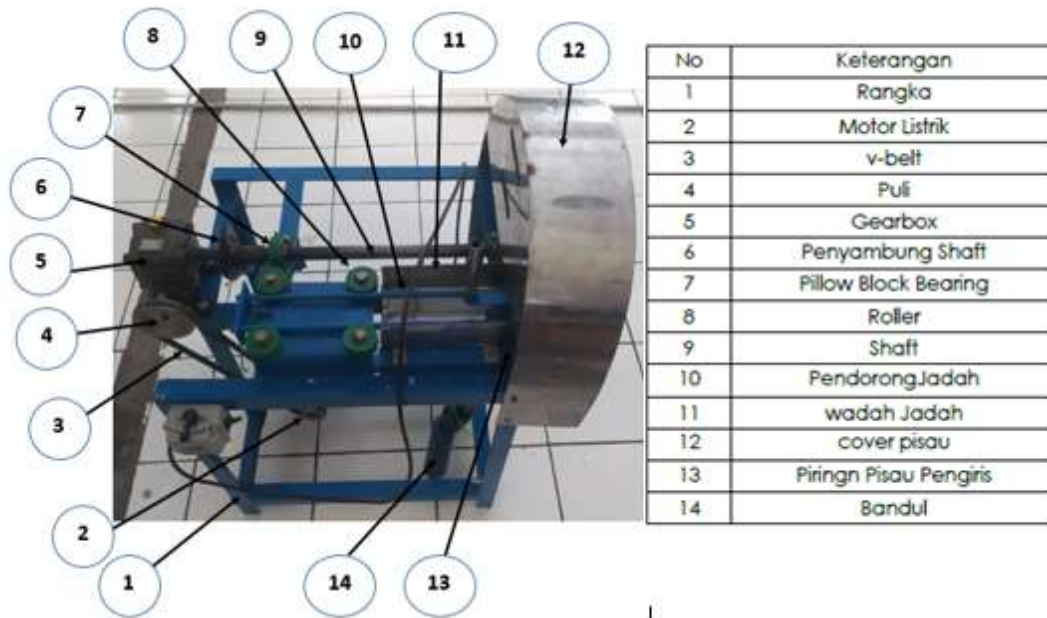 8
9
10
11
12
7
6
5
4
3
2
1
14
13
No Keterangan
1 Rangka
2 Motor Listrik
3 v-belt
4 Puli
5 Gearbox
6 Penyambung Shaft
7 Pillow Block Bearing
8 Roller
9 Shaft
10 PendorongJadah
11 wadah Jadah
12 cover pisau
13 Piringn Pisau Pengiris
14 Bandul